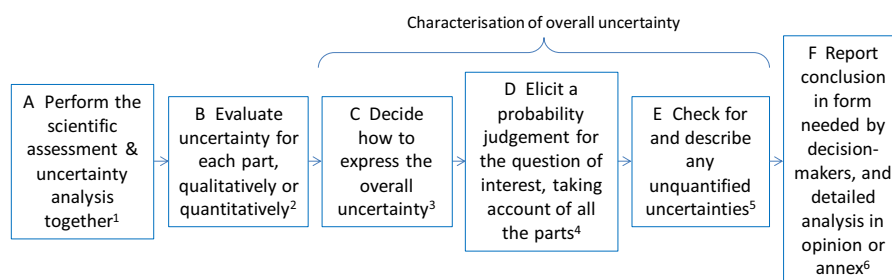 Characterisation of overall uncertainty
A Perform the
scientific
assessment &
uncertainty
analysis
together¹
B Evaluate
uncertainty for
each part,
qualitatively or
quantitatively²
C Decide
how to
express the
overall
uncertainty³
D Elicit a
probability
judgement for
the question of
interest, taking
account of all
the parts⁴
E Check for
and describe
any
unquantified
uncertainties⁵
F Report
conclusion
in form
needed by
decision-
makers, and
detailed
analysis in
opinion or
annex⁶